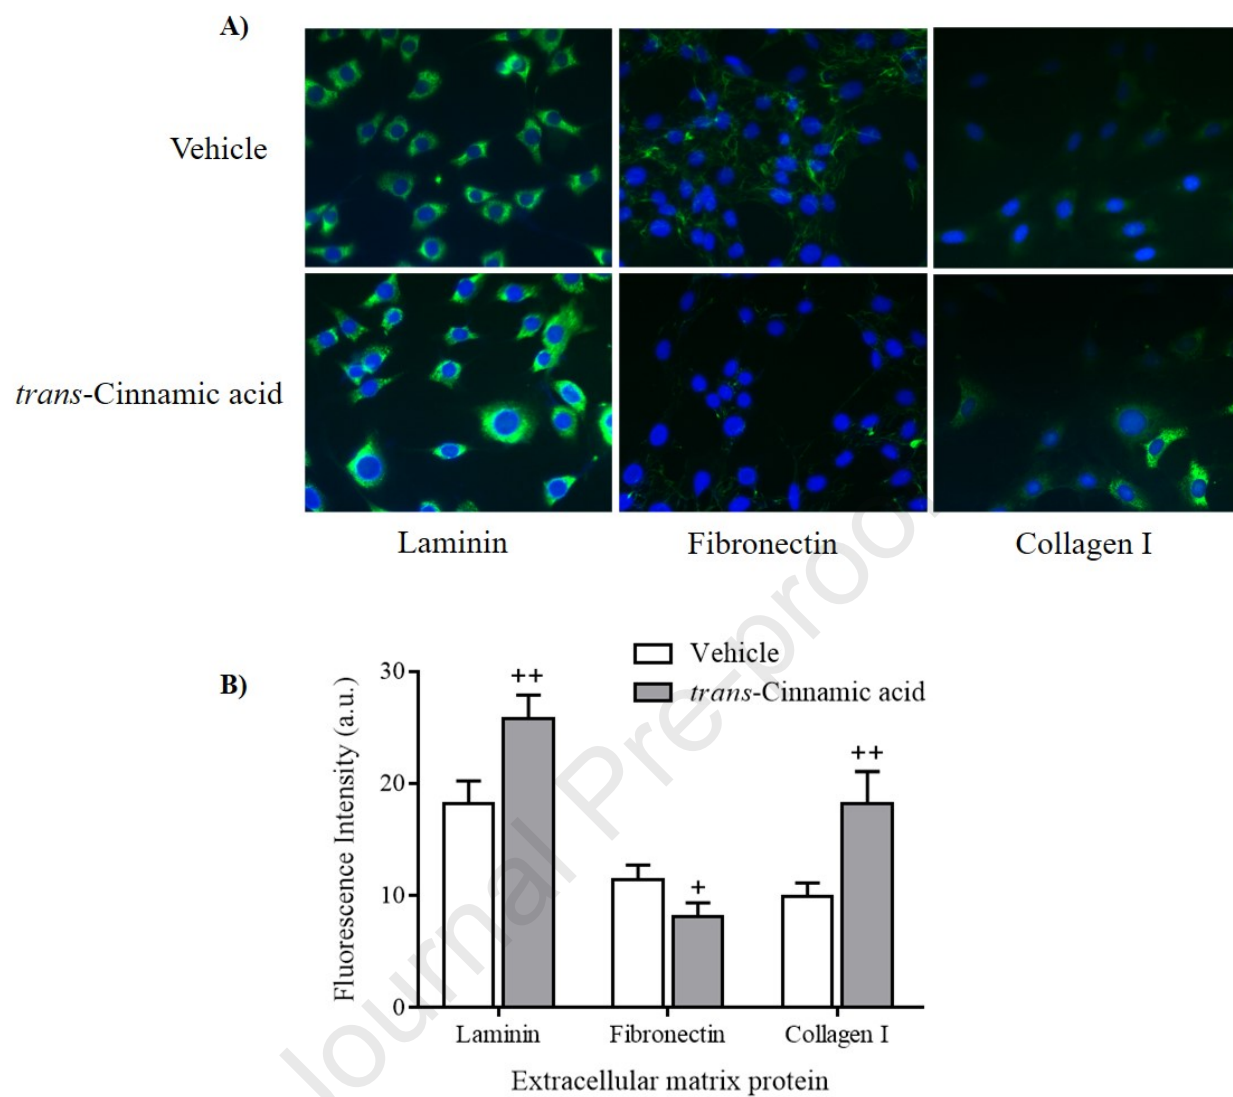 A)
Vehicle
trans-Cinnamic acid
Laminin Fibronectin Collagen I
B)
Vehicle
trans-Cinnamic acid
Fluorescence Intensity (a.u.)
30
++
++
20
+
10
0
Laminin Fibronectin Collagen I
Extracellular matrix protein
Journal Pre-proof